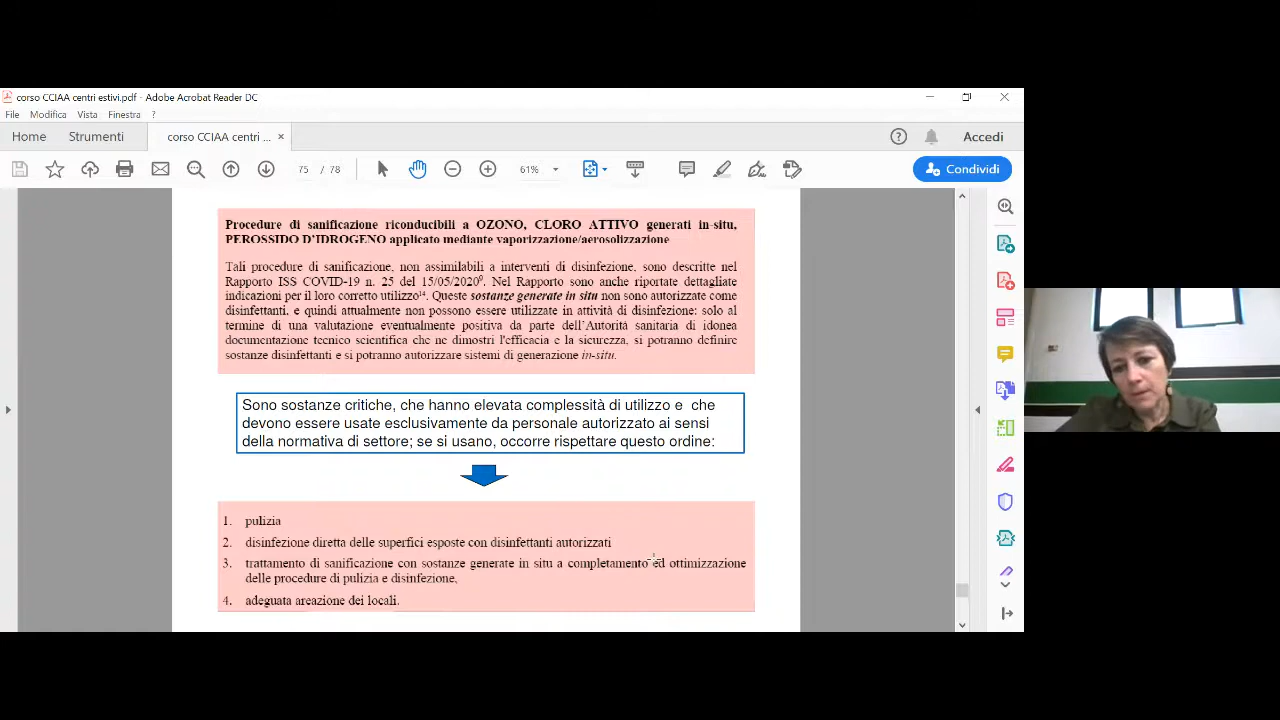 corso CCIAA centri estivi.pdf - Adobe Acrobat Reader DC
File Modifica Vista Finestra ?
Home Strumenti corso CCIAA centri ... × Accedi
75 / 78 61% Condividi
Procedure di sanificazione riconducibili a OZONO, CLORO ATTIVO generati in-situ,
PEROSSIDO D'IDROGENO applicato mediante vaporizzazione/aerosolizzazione
Tali procedure di sanificazione, non assimilabili a interventi di disinfezione, sono descritte nel
Rapporto ISS COVID-19 n. 25 del 15/05/2020. Nel Rapporto sono anche riportate dettagliate
indicazioni per il loro corretto utilizzo¹⁴. Queste sostanze generate in situ non sono autorizzate come
disinfettanti, e quindi attualmente non possono essere utilizzate in attività di disinfezione: solo al
termine di una valutazione eventualmente positiva da parte dell'Autorità sanitaria di idonea
documentazione tecnico scientifica che ne dimostri l'efficacia e la sicurezza, si potranno definire
sostanze disinfettanti e si potranno autorizzare sistemi di generazione in-situ.
Sono sostanze critiche, che hanno elevata complessità di utilizzo e che
devono essere usate esclusivamente da personale autorizzato ai sensi
della normativa di settore; se si usano, occorre rispettare questo ordine:
1. pulizia
2. disinfezione diretta delle superfici esposte con disinfettanti autorizzati
3. trattamento di sanificazione con sostanze generate in situ a completamento ed ottimizzazione
delle procedure di pulizia e disinfezione,
4. adeguata areazione dei locali.